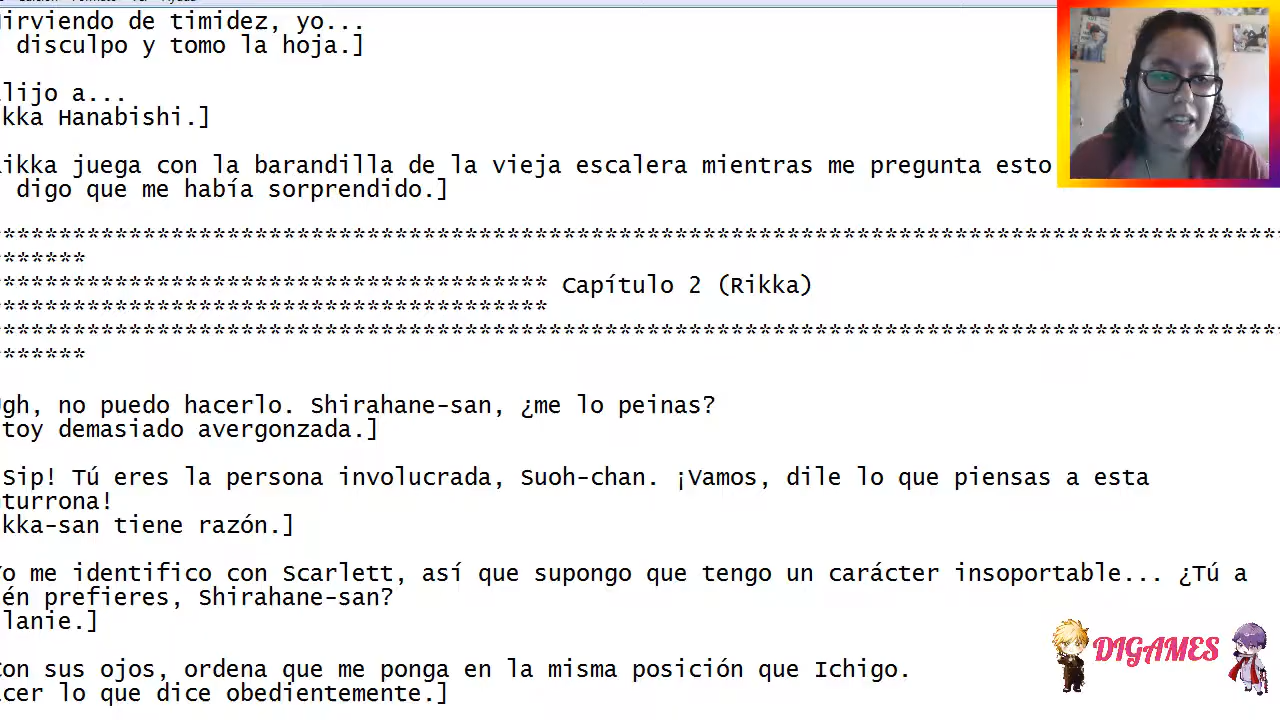 irviendo de timidez, yo...
disculpo y tomo la hoja.]
lijo a...
kka Hanabishi.]
ikka juega con la barandilla de la vieja escalera mientras me pregunta esto
digo que me había sorprendido.]
*******************************************************************************************
******
*************************************** Capítulo 2 (Rikka)
***************************************
*******************************************************************************************
******
gh, no puedo hacerlo. Shirahane-san, ¿me lo peinas?
toy demasiado avergonzada.]
Sip! Tú eres la persona involucrada, Suoh-chan. ¡Vamos, dile lo que piensas a esta
turrona!
kka-san tiene razón.]
Yo me identifico con Scarlett, así que supongo que tengo un carácter insoportable... ¿Tú a
én prefieres, Shirahane-san?
lanie.]
Con sus ojos, ordena que me ponga en la misma posición que Ichigo.
cer lo que dice obedientemente.]
DIGAMES